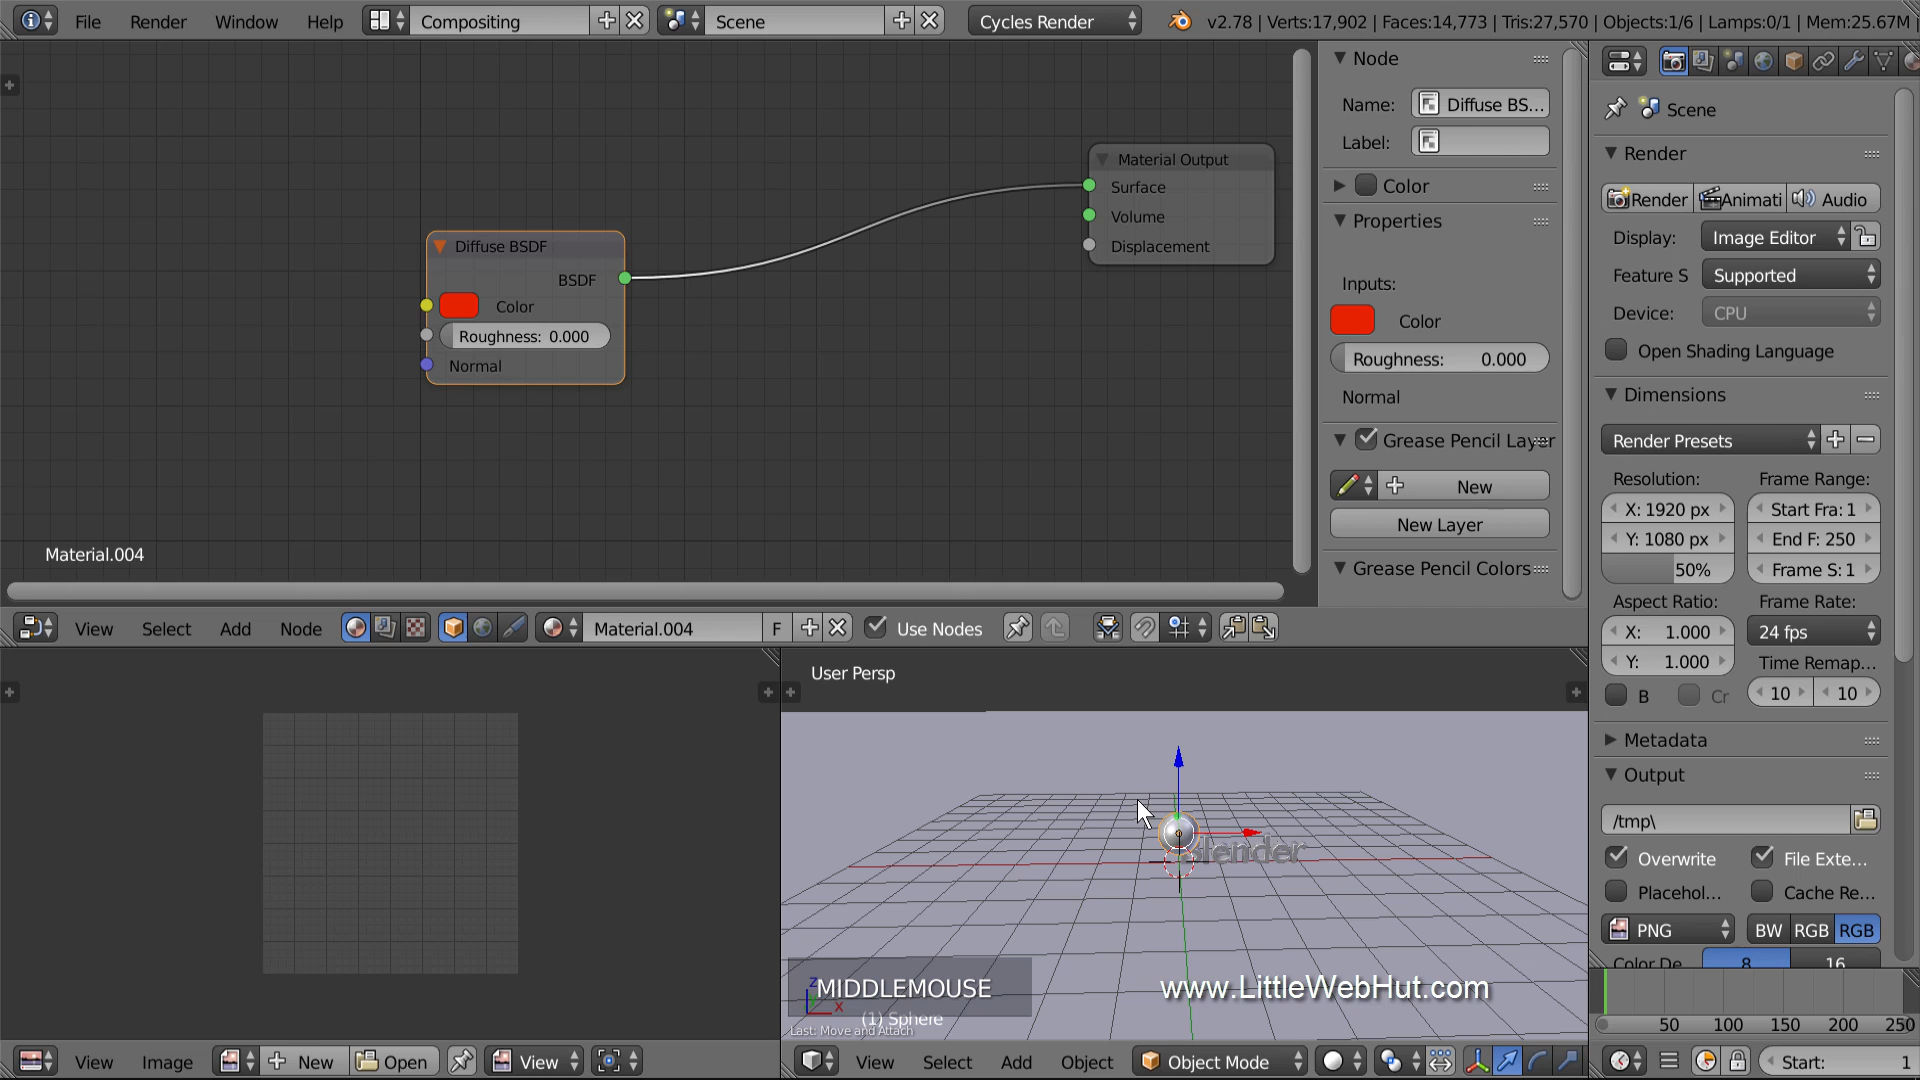 File Render Window Help Compositing Scene Cycles Render v2.78 | Verts:17,902 | Faces:14,773 | Tris:27,570 | Objects:1/6 | Lamps:0/1 | Mem:25.67M
Diffuse BSDF
BSDF
Color
Roughness: 0.000
Normal
Material Output
Surface
Volume
Displacement
Material.004
Node
Name: Diffuse BS...
Label:
Color
Properties
Inputs:
Color
Roughness: 0.000
Normal
Grease Pencil Layer
New
New Layer
Grease Pencil Colors
Scene
Render
Render Animati Audio
Display: Image Editor
Feature S Supported
Device: CPU
Open Shading Language
Dimensions
Render Presets
Resolution: Frame Range:
X: 1920 px Start Fra: 1
Y: 1080 px End F: 250
50% Frame S: 1
Aspect Ratio: Frame Rate:
X: 1.000 24 fps
Y: 1.000 Time Remap...
B Cr 10 10
Metadata
Output
/tmp\
Overwrite File Exte...
Placehol... Cache Re...
PNG BW RGB RGB
Color De 8 16
50 100 150 200 250
Start: 1
View Select Add Node Material.004 F Use Nodes
User Persp
lender
Z
X
MIDDLEMOUSE
(1) Sphere
Last: Move and Attach
www.LittleWebHut.com
View Image New Open View
View Select Add Object Object Mode